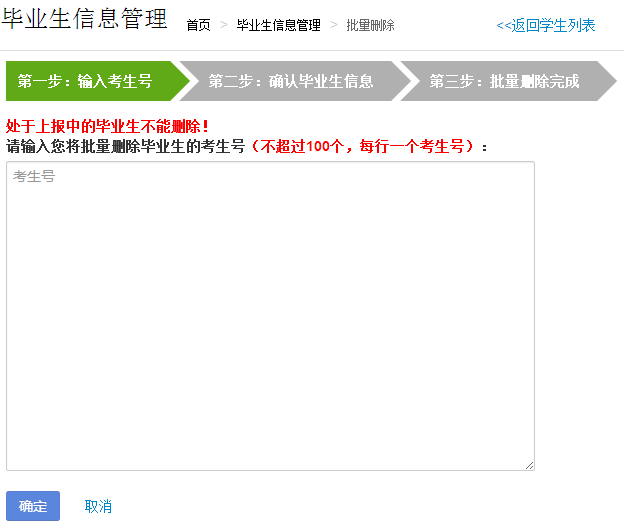 毕业生信息管理 首页 > 毕业生信息管理 > 批量删除 <<返回学生列表
第一步：输入考生号 第二步：确认毕业生信息 第三步：批量删除完成
处于上报中的毕业生不能删除！
请输入您将批量删除毕业生的考生号（不超过100个，每行一个考生号）：
考生号
确定 取消